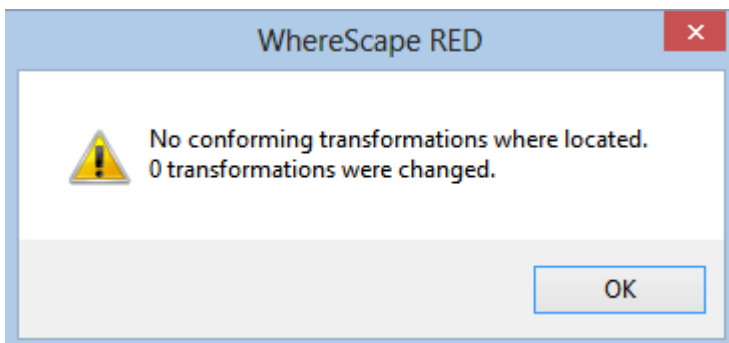 WhereScape RED
No conforming transformations where located.
0 transformations were changed.
OK